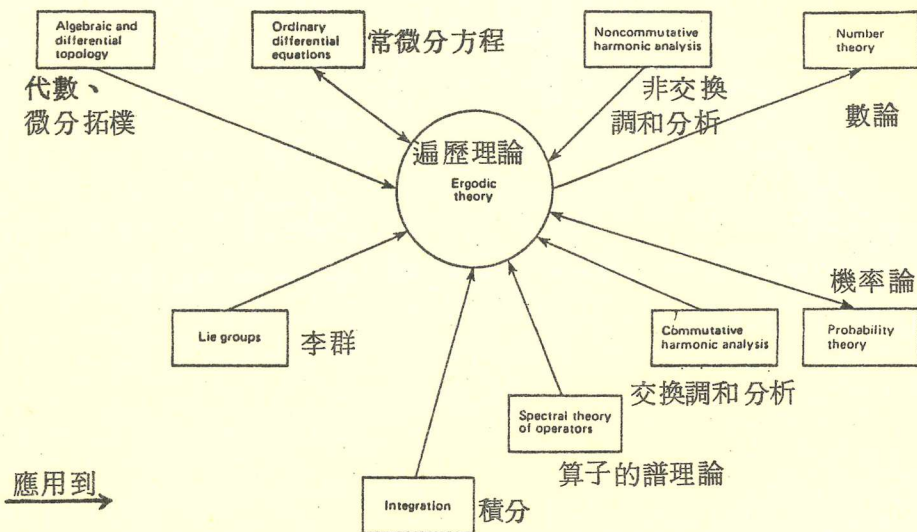 Algebraic and
differential
topology
代數、
微分拓樸
Ordinary
differential
equations
常微分方程
Noncommutative
harmonic analysis
非交換
調和分析
Number
theory
數論
遍歷理論
Ergodic
theory
Lie groups
李群
Commutative
harmonic analysis
交換調和分析
機率論
Probability
theory
Spectral theory
of operators
算子的譜理論
Integration
積分
應用到